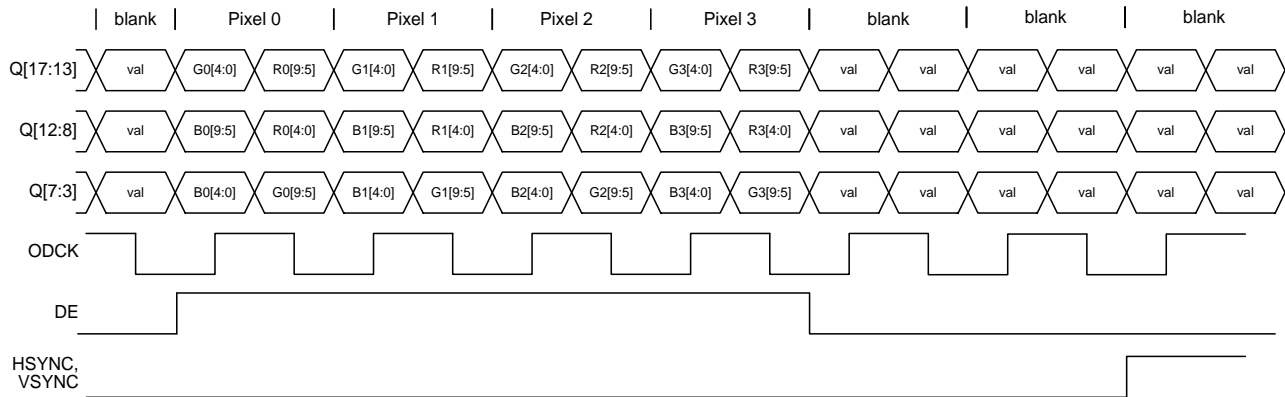 blank Pixel 0 Pixel 1 Pixel 2 Pixel 3 blank blank blank
Q[17:13] val G0[4:0] R0[9:5] G1[4:0] R1[9:5] G2[4:0] R2[9:5] G3[4:0] R3[9:5] val val val val val val
Q[12:8] val B0[9:5] R0[4:0] B1[9:5] R1[4:0] B2[9:5] R2[4:0] B3[9:5] R3[4:0] val val val val val val
Q[7:3] val B0[4:0] G0[9:5] B1[4:0] G1[9:5] B2[4:0] G2[9:5] B3[4:0] G3[9:5] val val val val val val
ODCK
DE
HSYNC,
VSYNC